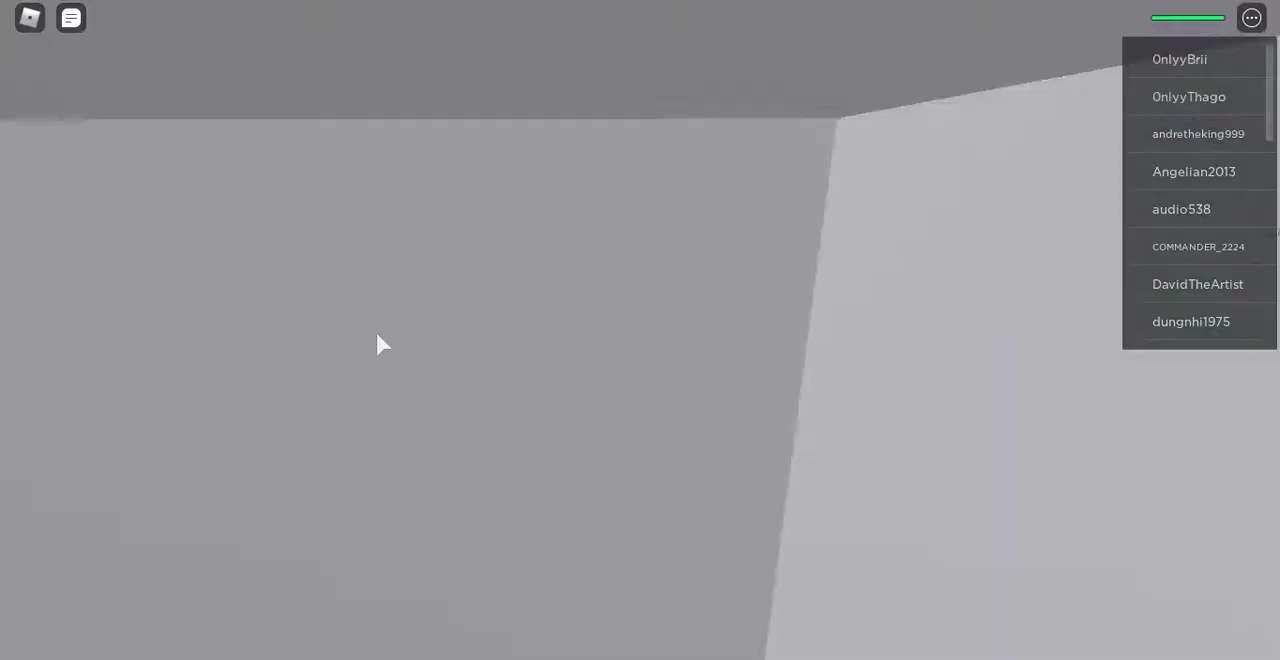 0nlyyBrii
0nlyyThago
andretheking999
Angelian2013
audio538
COMMANDER_2224
DavidTheArtist
dungnhi1975